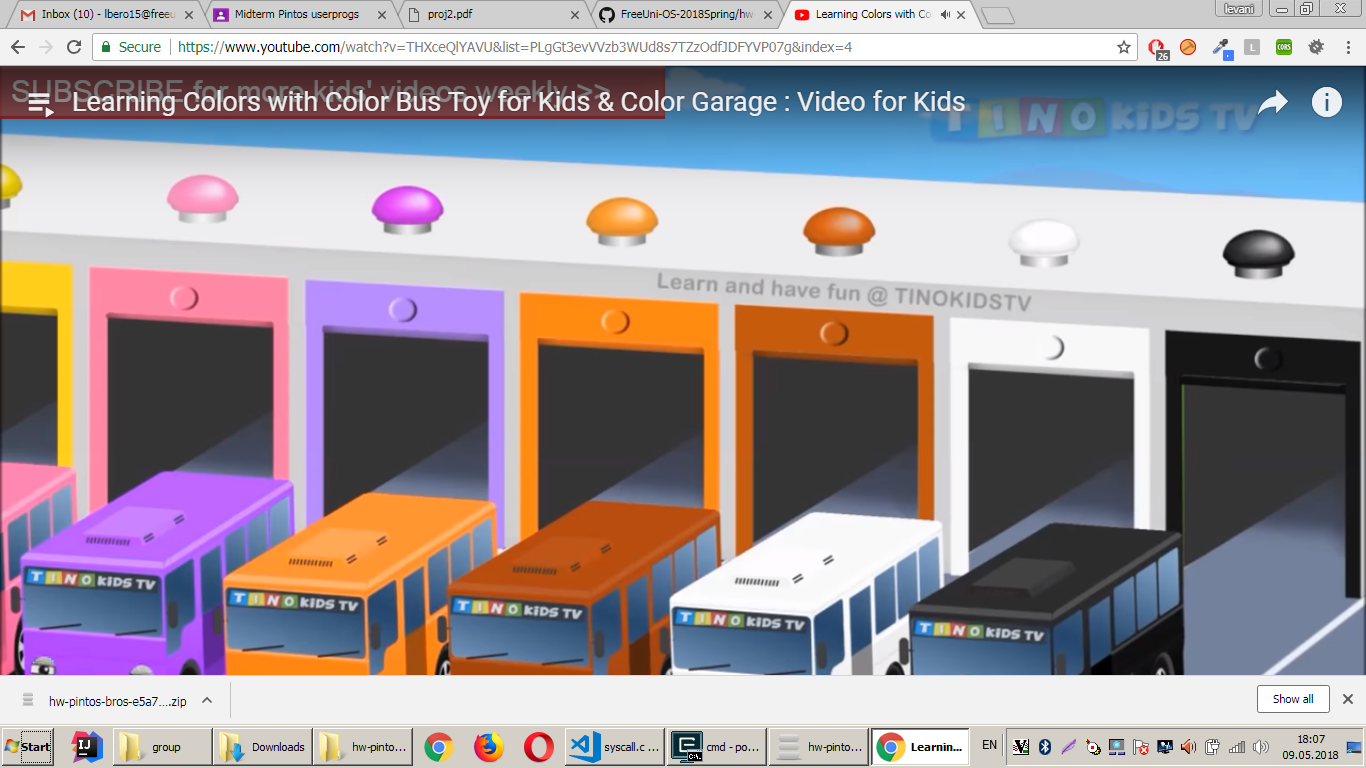 Inbox (10) - lbero15@freeu
Midterm Pintos userprogs
proj2.pdf
FreeUni-OS-2018Spring/hw
Learning Colors with Co
levani
Secure
https://www.youtube.com/watch?v=THXceQlYAVU&list=PLgGt3evVVzb3WUd8s7TZzOdfJDFYVP07g&index=4
26
L
CORS
SUBSCRIBE for more kids' videos weekly >>
Learning Colors with Color Bus Toy for Kids & Color Garage : Video for Kids
TINO KiDS TV
Learn and have fun @ TINOKIDSTV
TINO KiDS TV
TINO KiDS TV
TINO KiDS TV
TINO KiDS TV
TINO KiDS TV
hw-pintos-bros-e5a7....zip
Show all
Start
group
Downloads
hw-pinto...
syscall.c ...
cmd - po...
hw-pinto...
Learnin...
EN
18:07
09.05.2018